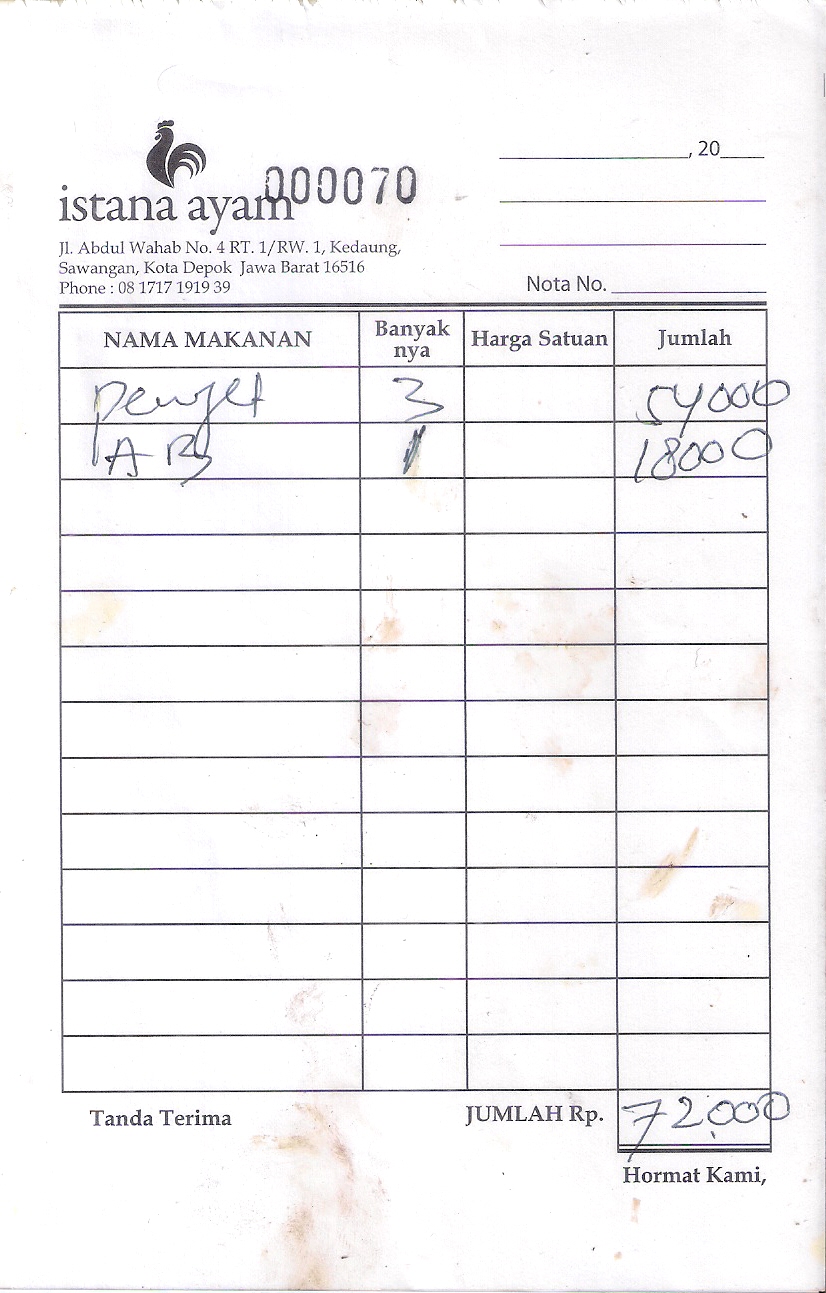 istana ayam 000070
Jl. Abdul Wahab No. 4 RT. 1/RW. 1, Kedaung,
Sawangan, Kota Depok Jawa Barat 16516
Phone : 08 1717 1919 39
, 20
Nota No.
NAMA MAKANAN Banyak nya Harga Satuan Jumlah
penyet 3 54000
AB 1 18000
Tanda Terima JUMLAH Rp. 72.000
Hormat Kami,